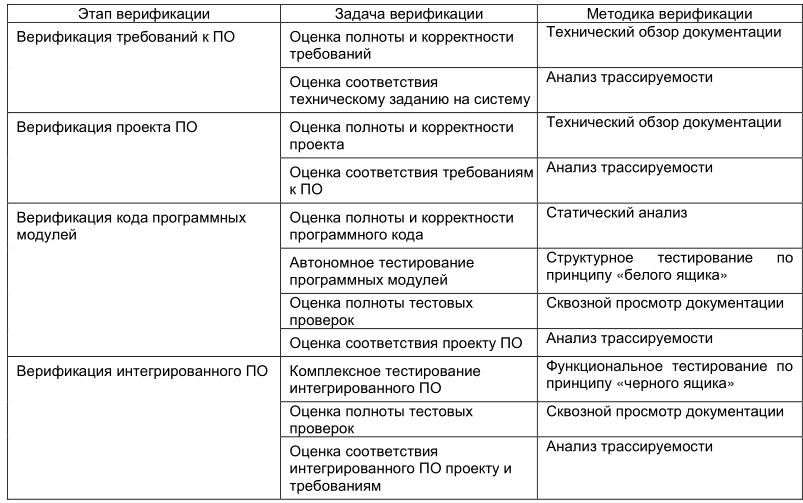 Этап верификации
Задача верификации
Методика верификации
Верификация требований к ПО
Оценка полноты и корректности
требований
Технический обзор документации
Оценка соответствия
техническому заданию на систему
Анализ трассируемости
Верификация проекта ПО
Оценка полноты и корректности
проекта
Технический обзор документации
Оценка соответствия требованиям
к ПО
Анализ трассируемости
Верификация кода программных
модулей
Оценка полноты и корректности
программного кода
Статический анализ
Автономное тестирование
программных модулей
Структурное тестирование по
принципу «белого ящика»
Оценка полноты тестовых
проверок
Сквозной просмотр документации
Оценка соответствия проекту ПО
Анализ трассируемости
Верификация интегрированного ПО
Комплексное тестирование
интегрированного ПО
Функциональное тестирование по
принципу «черного ящика»
Оценка полноты тестовых
проверок
Сквозной просмотр документации
Оценка соответствия
интегрированного ПО проекту и
требованиям
Анализ трассируемости